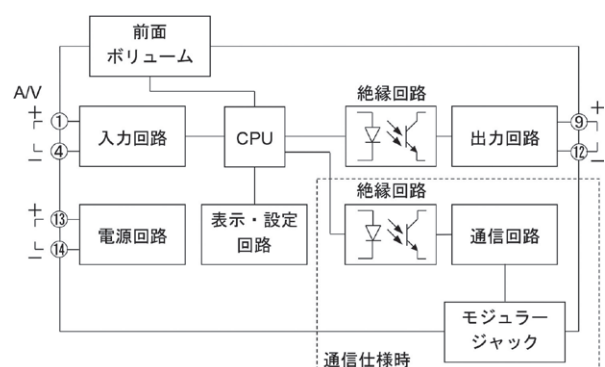 前面
ボリューム
A/V
+
①
−
④
入力回路
CPU
絶縁回路
出力回路
⑨
+
⑫
−
+
⑬
−
⑭
電源回路
表示・設定
回路
絶縁回路
通信回路
モジュラー
ジャック
通信仕様時